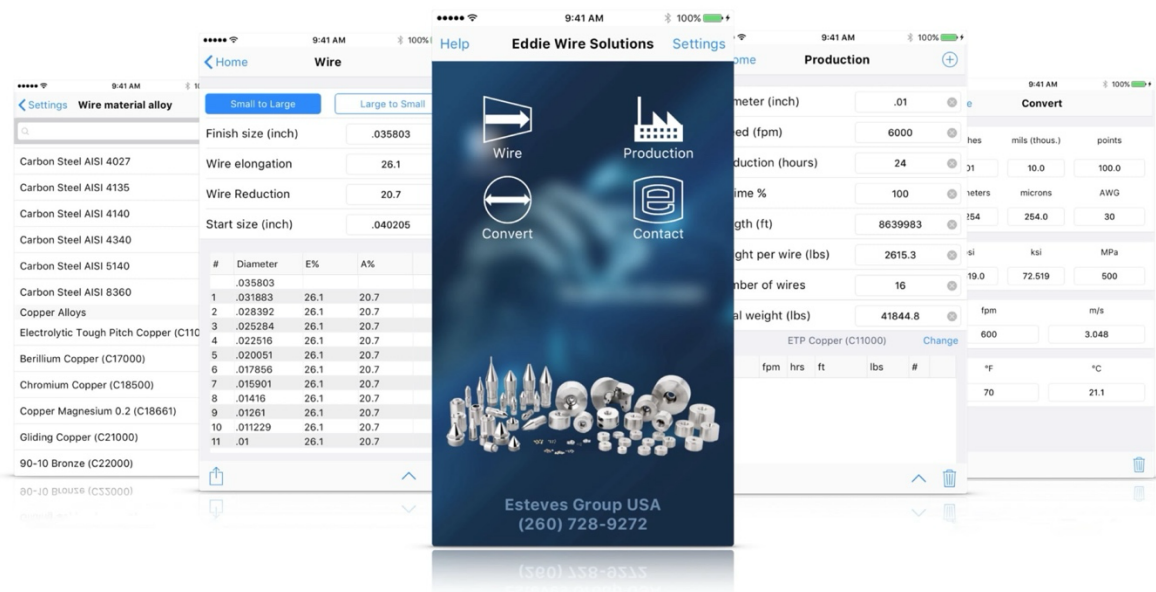 9:41 AM
Settings Wire material alloy
Carbon Steel AISI 4027
Carbon Steel AISI 4135
Carbon Steel AISI 4140
Carbon Steel AISI 4340
Carbon Steel AISI 5140
Carbon Steel AISI 8360
Copper Alloys
Electrolytic Tough Pitch Copper (C110
Berillium Copper (C17000)
Chromium Copper (C18500)
Copper Magnesium 0.2 (C18661)
Gliding Copper (C21000)
90-10 Bronze (C22000)
9:41 AM 100%
Home Wire
Small to Large Large to Small
Finish size (inch) .035803
Wire elongation 26.1
Wire Reduction 20.7
Start size (inch) .040205
# Diameter E% A%
.035803
1 .031883 26.1 20.7
2 .028392 26.1 20.7
3 .025284 26.1 20.7
4 .022516 26.1 20.7
5 .020051 26.1 20.7
6 .017856 26.1 20.7
7 .015901 26.1 20.7
8 .01416 26.1 20.7
9 .01261 26.1 20.7
10 .011229 26.1 20.7
11 .01 26.1 20.7
9:41 AM 100%
Help Eddie Wire Solutions Settings
Wire Production
Convert Contact
Esteves Group USA
(260) 728-9272
9:41 AM 100%
ome Production
meter (inch) .01
ed (fpm) 6000
duction (hours) 24
ime % 100
gth (ft) 8639983
ght per wire (lbs) 2615.3
mber of wires 16
al weight (lbs) 41844.8
ETP Copper (C11000) Change
fpm hrs ft lbs #
9:41 AM 100%
e Convert
hes mils (thous.) points
01 10.0 100.0
neters microns AWG
254 254.0 30
si ksi MPa
19.0 72.519 500
fpm m/s
600 3.048
°F °C
70 21.1